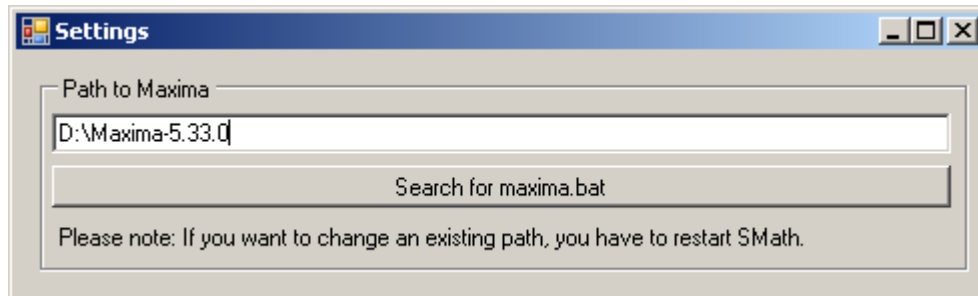 Settings
Path to Maxima
D:\Maxima-5.33.0
Search for maxima.bat
Please note: If you want to change an existing path, you have to restart SMath.